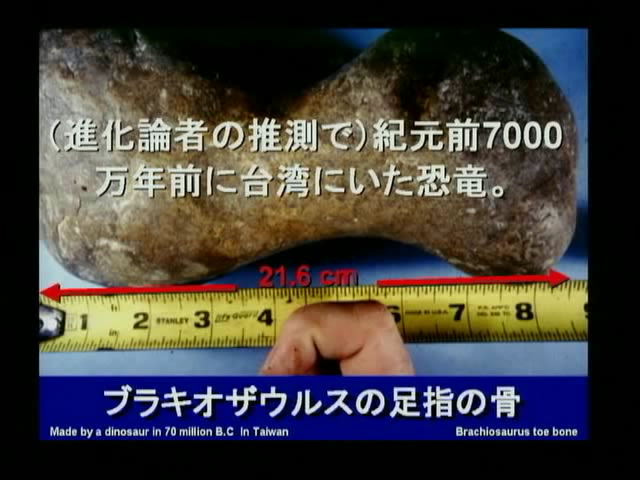 （進化論者の推測で）紀元前7000
万年前に台湾にいた恐竜。
21.6 cm
1 2 STANLEY 3 4 7 8
ブラキオザウルスの足指の骨
Made by a dinosaur in 70 million B.C In Taiwan
Brachiosaurus toe bone